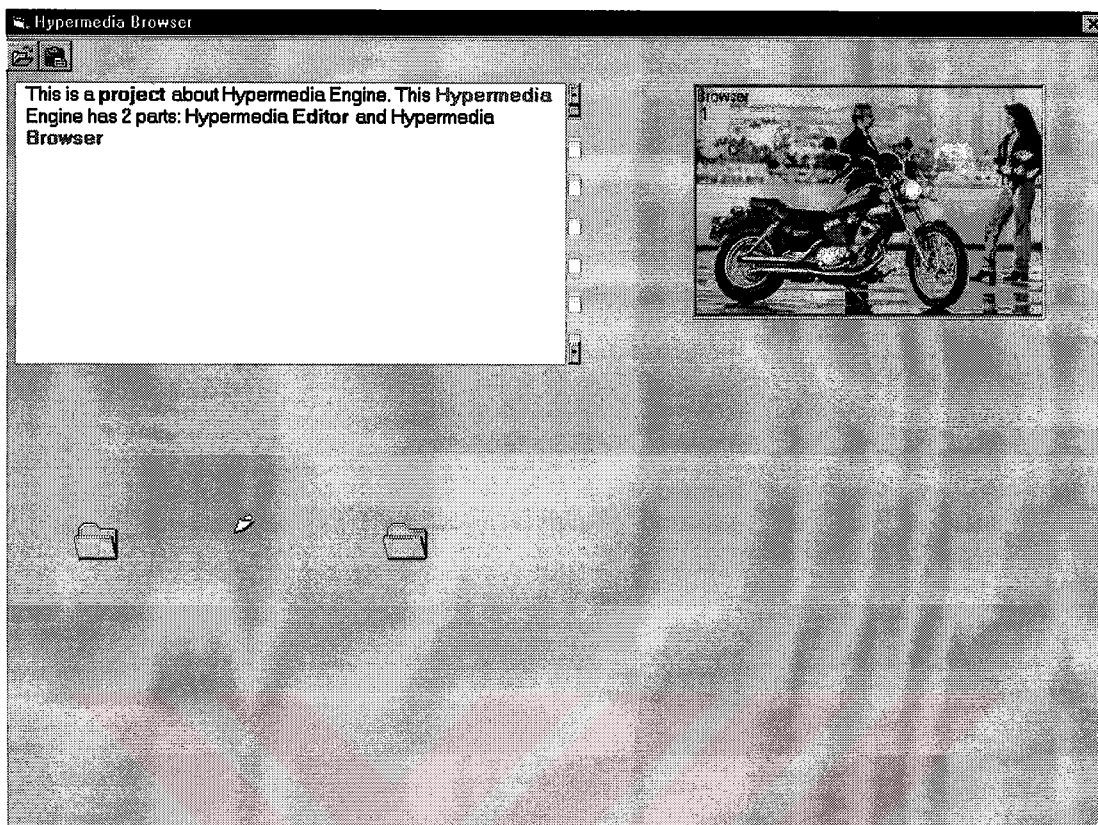 Hypermedia Browser
This is a project about Hypermedia Engine. This Hypermedia
Engine has 2 parts: Hypermedia Editor and Hypermedia
Browser
Browser
1